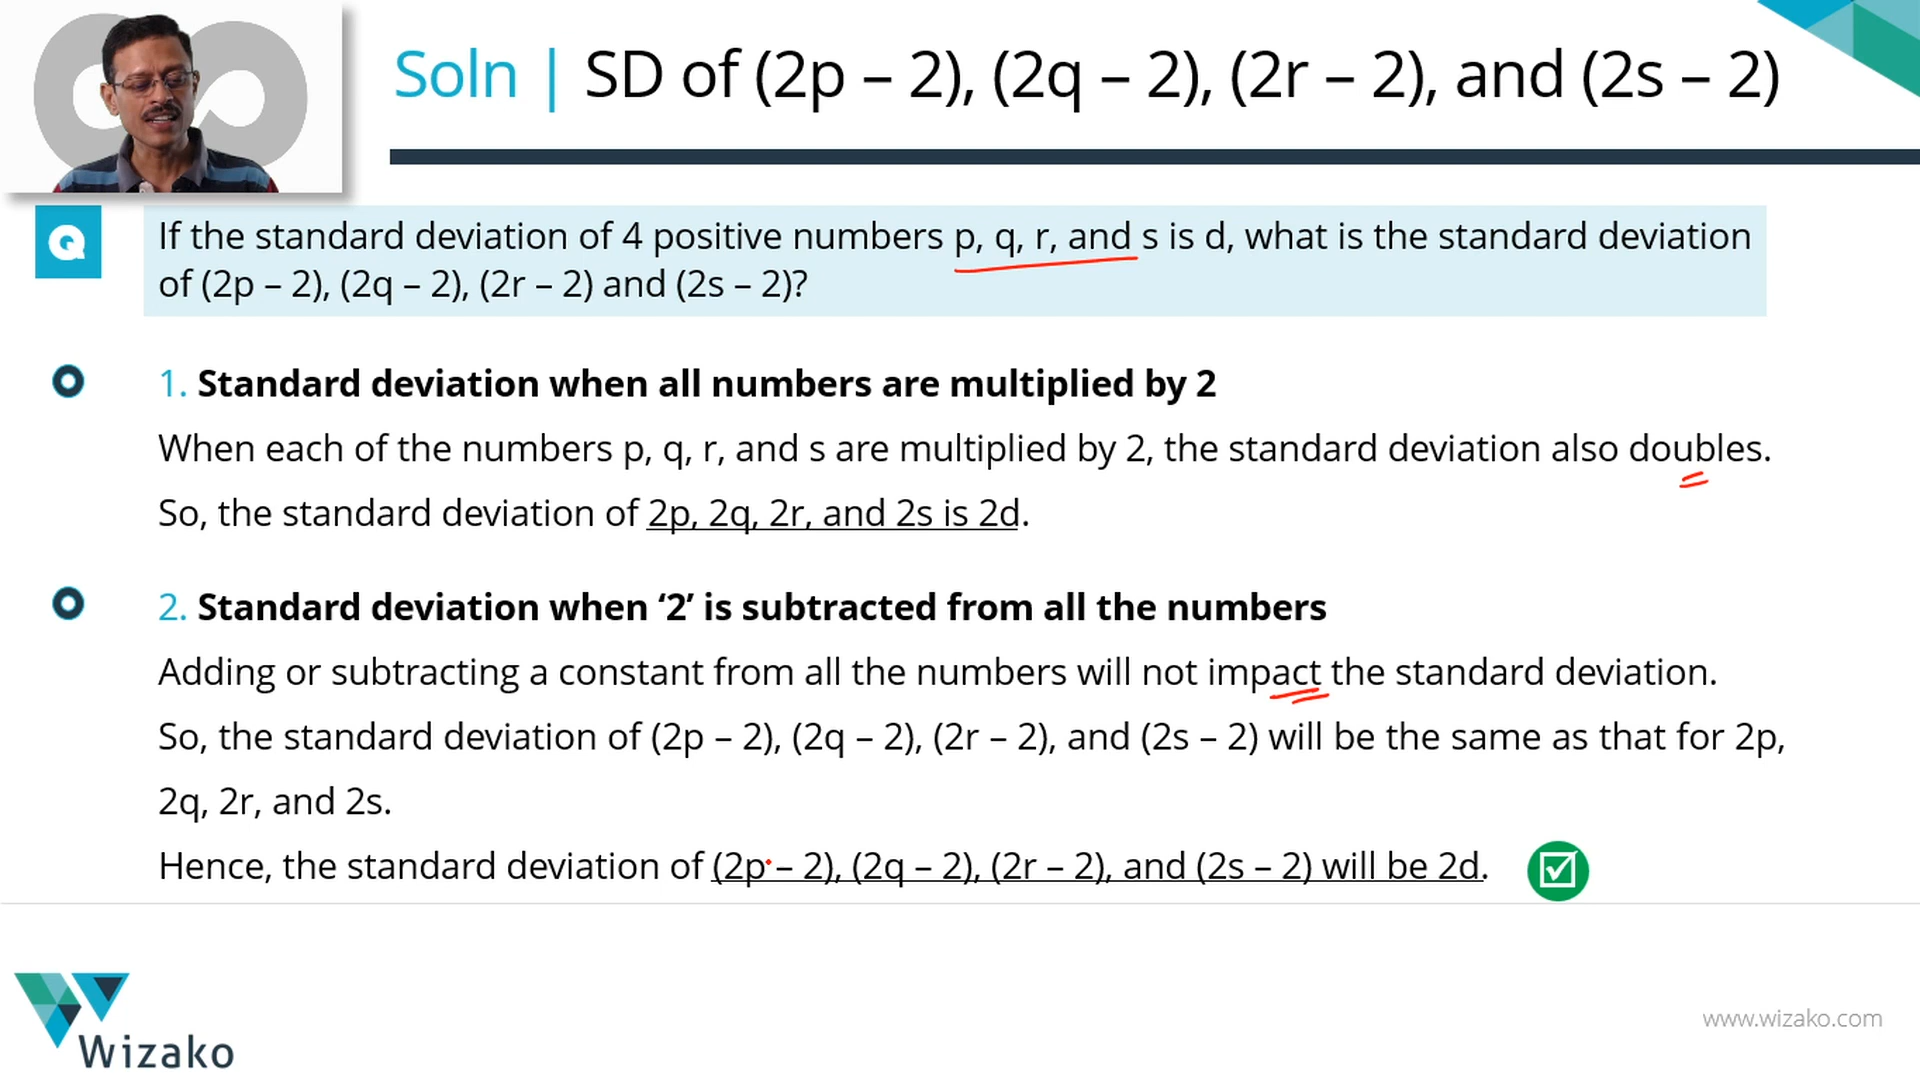 Soln | SD of (2p – 2), (2q – 2), (2r – 2), and (2s – 2)
Q
If the standard deviation of 4 positive numbers p, q, r, and s is d, what is the standard deviation
of (2p – 2), (2q – 2), (2r – 2) and (2s – 2)?
1. Standard deviation when all numbers are multiplied by 2
When each of the numbers p, q, r, and s are multiplied by 2, the standard deviation also doubles.
So, the standard deviation of 2p, 2q, 2r, and 2s is 2d.
2. Standard deviation when ‘2’ is subtracted from all the numbers
Adding or subtracting a constant from all the numbers will not impact the standard deviation.
So, the standard deviation of (2p – 2), (2q – 2), (2r – 2), and (2s – 2) will be the same as that for 2p,
2q, 2r, and 2s.
Hence, the standard deviation of (2p – 2), (2q – 2), (2r – 2), and (2s – 2) will be 2d.
Wizako
www.wizako.com